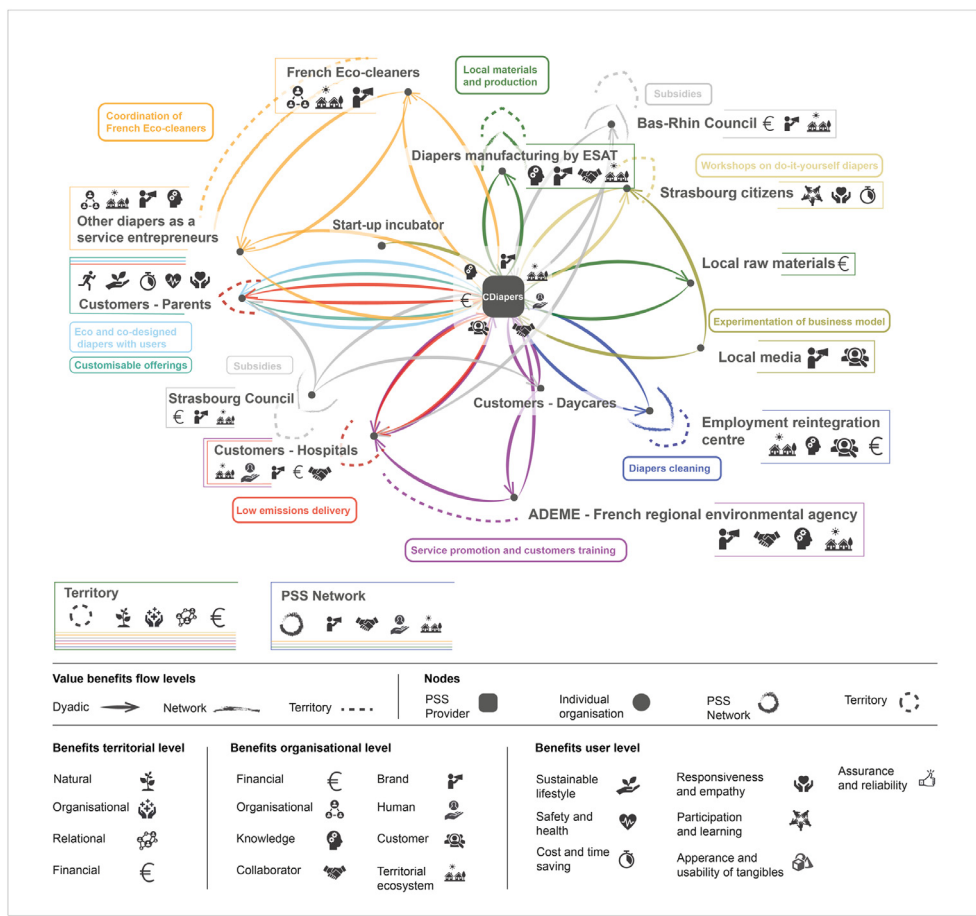 French Eco-cleaners
Local materials
and production
Subsidies
Coordination of
French Eco-cleaners
Bas-Rhin Council €
Diapers manufacturing by ESAT
Workshops on do-it-yourself diapers
Strasbourg citizens
Other diapers as a
service entrepreneurs
Start-up incubator
Local raw materials €
Customers - Parents
CDiapers
€
Experimentation of business model
Eco and co-designed
diapers with users
Customisable offerings
Subsidies
Local media
Strasbourg Council
€
Customers - Daycares
Employment reintegration
centre
€
Customers - Hospitals
€
Diapers cleaning
Low emissions delivery
ADEME - French regional environmental agency
Service promotion and customers training
Territory
€
PSS Network
Value benefits flow levels
Dyadic
Network
Territory
Nodes
PSS
Provider
Individual
organisation
PSS
Network
Territory
Benefits territorial level
Natural
Organisational
Relational
Financial €
Benefits organisational level
Financial €
Organisational
Knowledge
Collaborator
Brand
Human
Customer
Territorial
ecosystem
Benefits user level
Sustainable
lifestyle
Safety and
health
Cost and time
saving
Responsiveness
and empathy
Participation
and learning
Apperance and
usability of tangibles
Assurance
and reliability